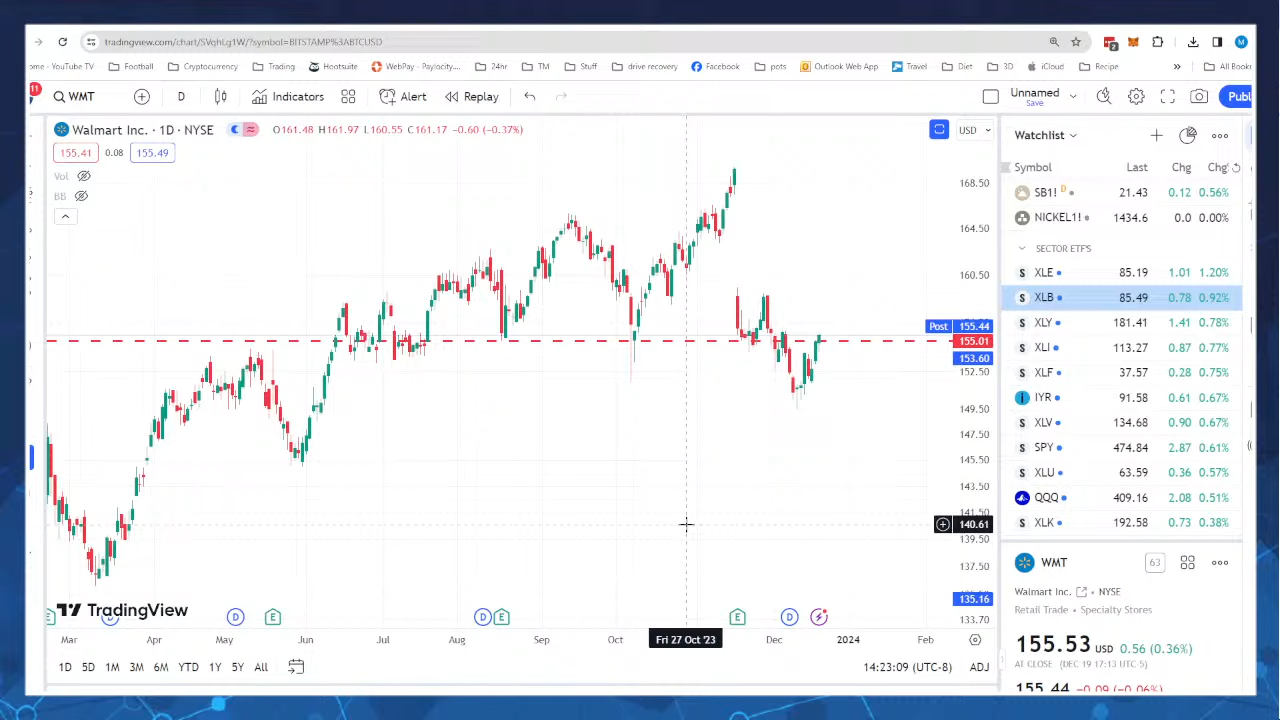 tradingview.com/chart/SVqhLg1W/?symbol=BITSTAMP%3ABTCUSD
2
M
ome - YouTube TV Football Cryptocurrency Trading Hootsuite WebPay - Paylocity... 24hr TM Stuff drive recovery Facebook pots Outlook Web App Travel Diet 3D iCloud Recipe » All Bookr
11 WMT D Indicators Alert Replay Unnamed Publ
Save
Walmart Inc. · 1D · NYSE O161.48 H161.97 L160.55 C161.17 -0.60 (-0.37%) USD
155.41 0.08 155.49
Vol
BB
168.50
164.50
160.50
Post 155.44
155.01
153.60
152.50
149.50
147.50
145.50
143.50
141.50
140.61
139.50
137.50
135.16
133.70
TradingView
E D D E D E E D
Mar Apr May Jun Jul Aug Sep Oct Fri 27 Oct '23 Dec 2024 Feb
1D 5D 1M 3M 6M YTD 1Y 5Y All 14:23:09 (UTC-8) ADJ
Watchlist
Symbol Last Chg Chg%
SB1! D 21.43 0.12 0.56%
NICKEL1! 1434.6 0.0 0.00%
SECTOR ETFS
S XLE 85.19 1.01 1.20%
S XLB 85.49 0.78 0.92%
S XLY 181.41 1.41 0.78%
S XLI 113.27 0.87 0.77%
S XLF 37.57 0.28 0.75%
i IYR 91.58 0.61 0.67%
S XLV 134.68 0.90 0.67%
S SPY 474.84 2.87 0.61%
S XLU 63.59 0.36 0.57%
QQQ 409.16 2.08 0.51%
S XLK 192.58 0.73 0.38%
WMT 63
Walmart Inc. • NYSE
Retail Trade • Specialty Stores
155.53 USD 0.56 (0.36%)
AT CLOSE (DEC 19 17:13 UTC-5)
155.44 -0.09 (-0.06%)